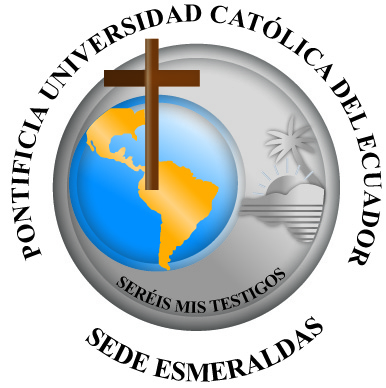 PONTIFICIA UNIVERSIDAD CATÓLICA DEL ECUADOR
SERÉIS MIS TESTIGOS
SEDE ESMERALDAS